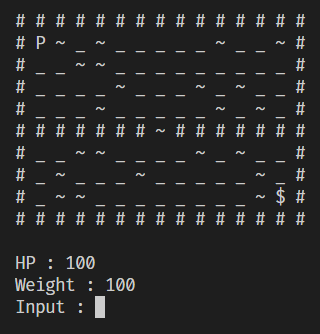 # # # # # # # # # # # # # # #
# P ~ _ ~ _ _ _ _ _ ~ _ _ ~ #
# _ _ ~ ~ _ _ _ _ _ _ _ _ _ #
# _ _ _ _ ~ _ _ _ ~ _ ~ _ _ #
# _ _ _ ~ _ _ _ _ _ ~ _ ~ _ #
# # # # # # # ~ # # # # # # #
# _ _ ~ ~ _ _ _ _ ~ _ ~ _ _ #
# _ ~ _ _ _ ~ _ _ _ _ _ ~ _ #
# _ ~ ~ _ _ _ _ _ _ _ _ ~ $ #
# # # # # # # # # # # # # # #
HP : 100
Weight : 100
Input :